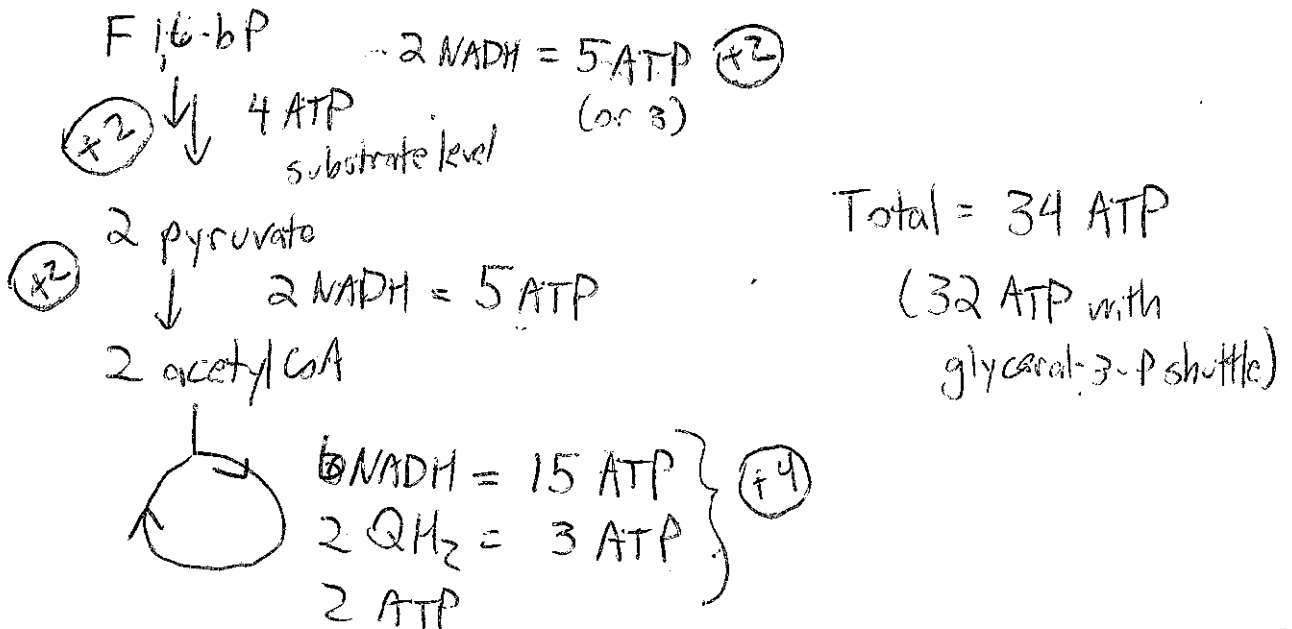 F 1,6-bP
2 NADH = 5 ATP +2
(or 3)
+2 4 ATP
substrate level
2 pyruvate
+2 2 NADH = 5 ATP
2 acetyl CoA
6 NADH = 15 ATP
2 QH₂ = 3 ATP
2 ATP
+4
Total = 34 ATP
(32 ATP with
glycerol-3-P shuttle)